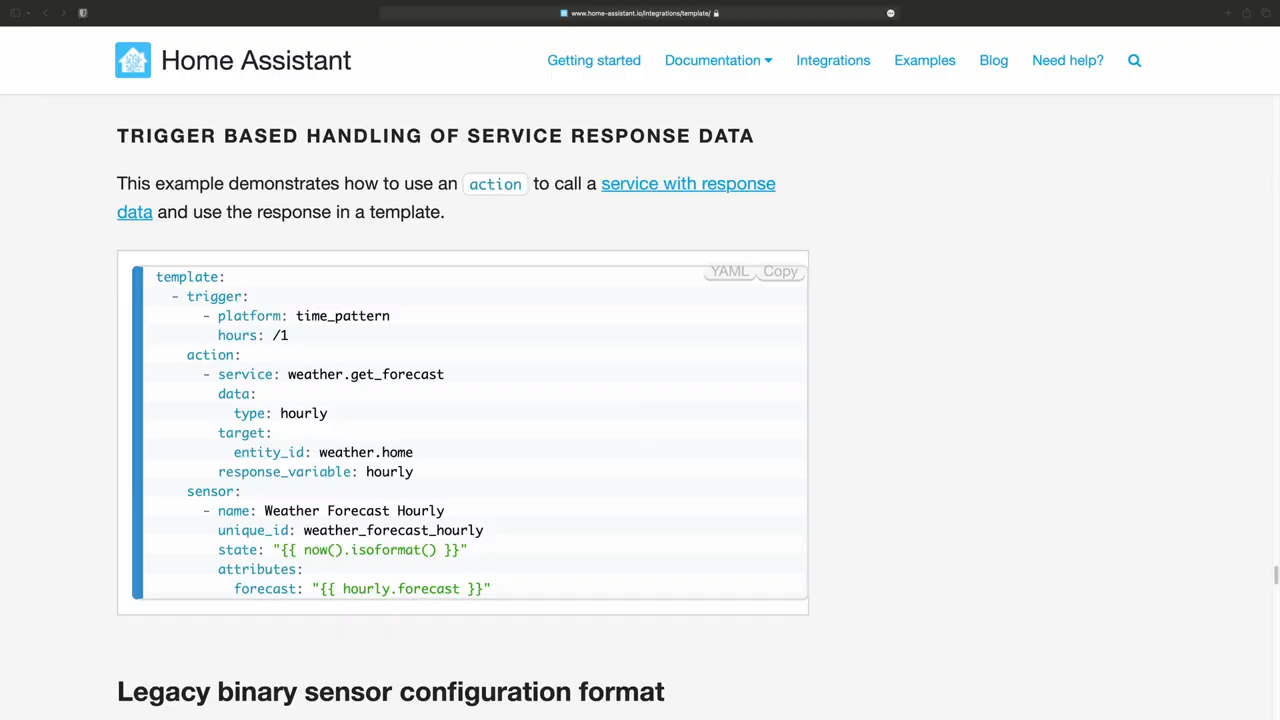 www.home-assistant.io/integrations/template/
Home Assistant
Getting started Documentation Integrations Examples Blog Need help?
TRIGGER BASED HANDLING OF SERVICE RESPONSE DATA
This example demonstrates how to use an action to call a service with response
data and use the response in a template.
YAML Copy
template:
  - trigger:
      - platform: time_pattern
        hours: /1
    action:
      - service: weather.get_forecast
        data:
          type: hourly
        target:
          entity_id: weather.home
        response_variable: hourly
    sensor:
      - name: Weather Forecast Hourly
        unique_id: weather_forecast_hourly
        state: "{{ now().isoformat() }}"
        attributes:
          forecast: "{{ hourly.forecast }}"
Legacy binary sensor configuration format